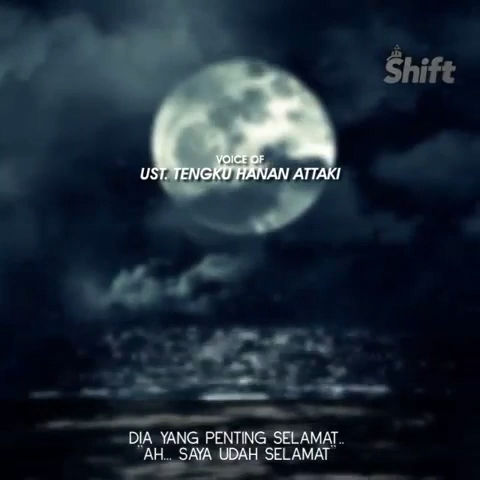 Shift
VOICE OF
UST. TENGKU HANAN ATTAKI
DIA YANG PENTING SELAMAT..
"AH... SAYA UDAH SELAMAT"